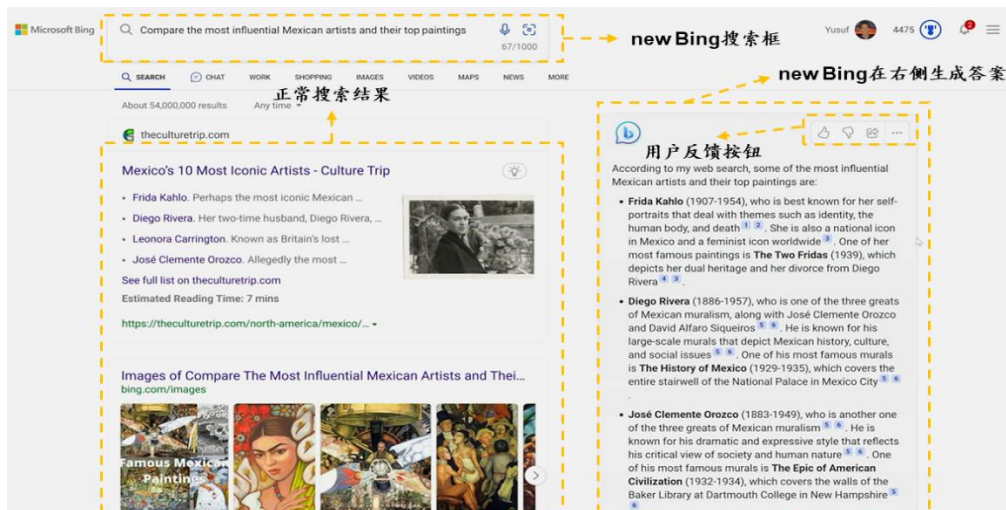 Microsoft Bing
Compare the most influential Mexican artists and their top paintings
67/1000
new Bing搜索框
Yusuf
4475
2
SEARCH CHAT WORK SHOPPING IMAGES VIDEOS MAPS NEWS MORE
new Bing在右侧生成答案
正常搜索结果
About 54,000,000 results Any time
theculturetrip.com
Mexico's 10 Most Iconic Artists - Culture Trip
• Frida Kahlo. Perhaps the most iconic Mexican ...
• Diego Rivera. Her two-time husband, Diego Rivera, ...
• Leonora Carrington. Known as Britain's lost ...
• José Clemente Orozco. Allegedly the most ...
See full list on theculturetrip.com
Estimated Reading Time: 7 mins
https://theculturetrip.com/north-america/mexico/...
Images of Compare The Most Influential Mexican Artists and Thei...
bing.com/images
Famous Mexican
Paintings
用户反馈按钮
According to my web search, some of the most influential
Mexican artists and their top paintings are:
• Frida Kahlo (1907-1954), who is best known for her self-
portraits that deal with themes such as identity, the
human body, and death 1 2 . She is also a national icon
in Mexico and a feminist icon worldwide 3 . One of her
most famous paintings is The Two Fridas (1939), which
depicts her dual heritage and her divorce from Diego
Rivera 4 3 .
• Diego Rivera (1886-1957), who is one of the three greats
of Mexican muralism, along with José Clemente Orozco
and David Alfaro Siqueiros 5 6 . He is known for his
large-scale murals that depict Mexican history, culture,
and social issues 5 6 . One of his most famous murals
is The History of Mexico (1929-1935), which covers the
entire stairwell of the National Palace in Mexico City 5 6
.
• José Clemente Orozco (1883-1949), who is another one
of the three greats of Mexican muralism 5 6 . He is
known for his dramatic and expressive style that reflects
his critical view of society and human nature 5 6 . One
of his most famous murals is The Epic of American
Civilization (1932-1934), which covers the walls of the
Baker Library at Dartmouth College in New Hampshire 5
6